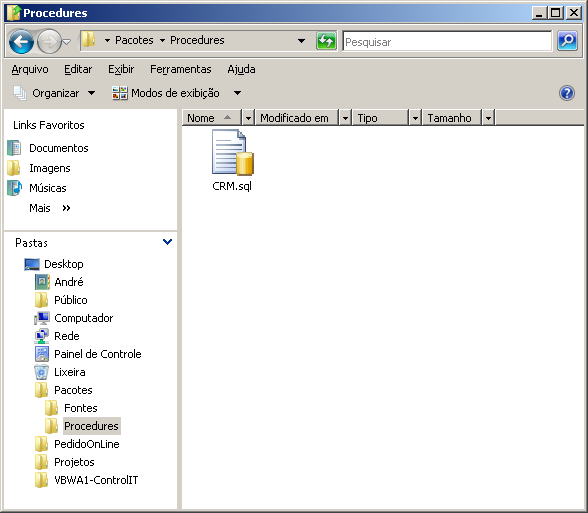 Procedures
Pacotes Procedures
Pesquisar
Arquivo Editar Exibir Ferramentas Ajuda
Organizar Modos de exibição
Links Favoritos
Documentos
Imagens
Músicas
Mais »
Pastas
Desktop
André
Público
Computador
Rede
Painel de Controle
Lixeira
Pacotes
Fontes
Procedures
PedidoOnLine
Projetos
VBWA1-ControlIT
Nome Modificado em Tipo Tamanho
CRM.sql